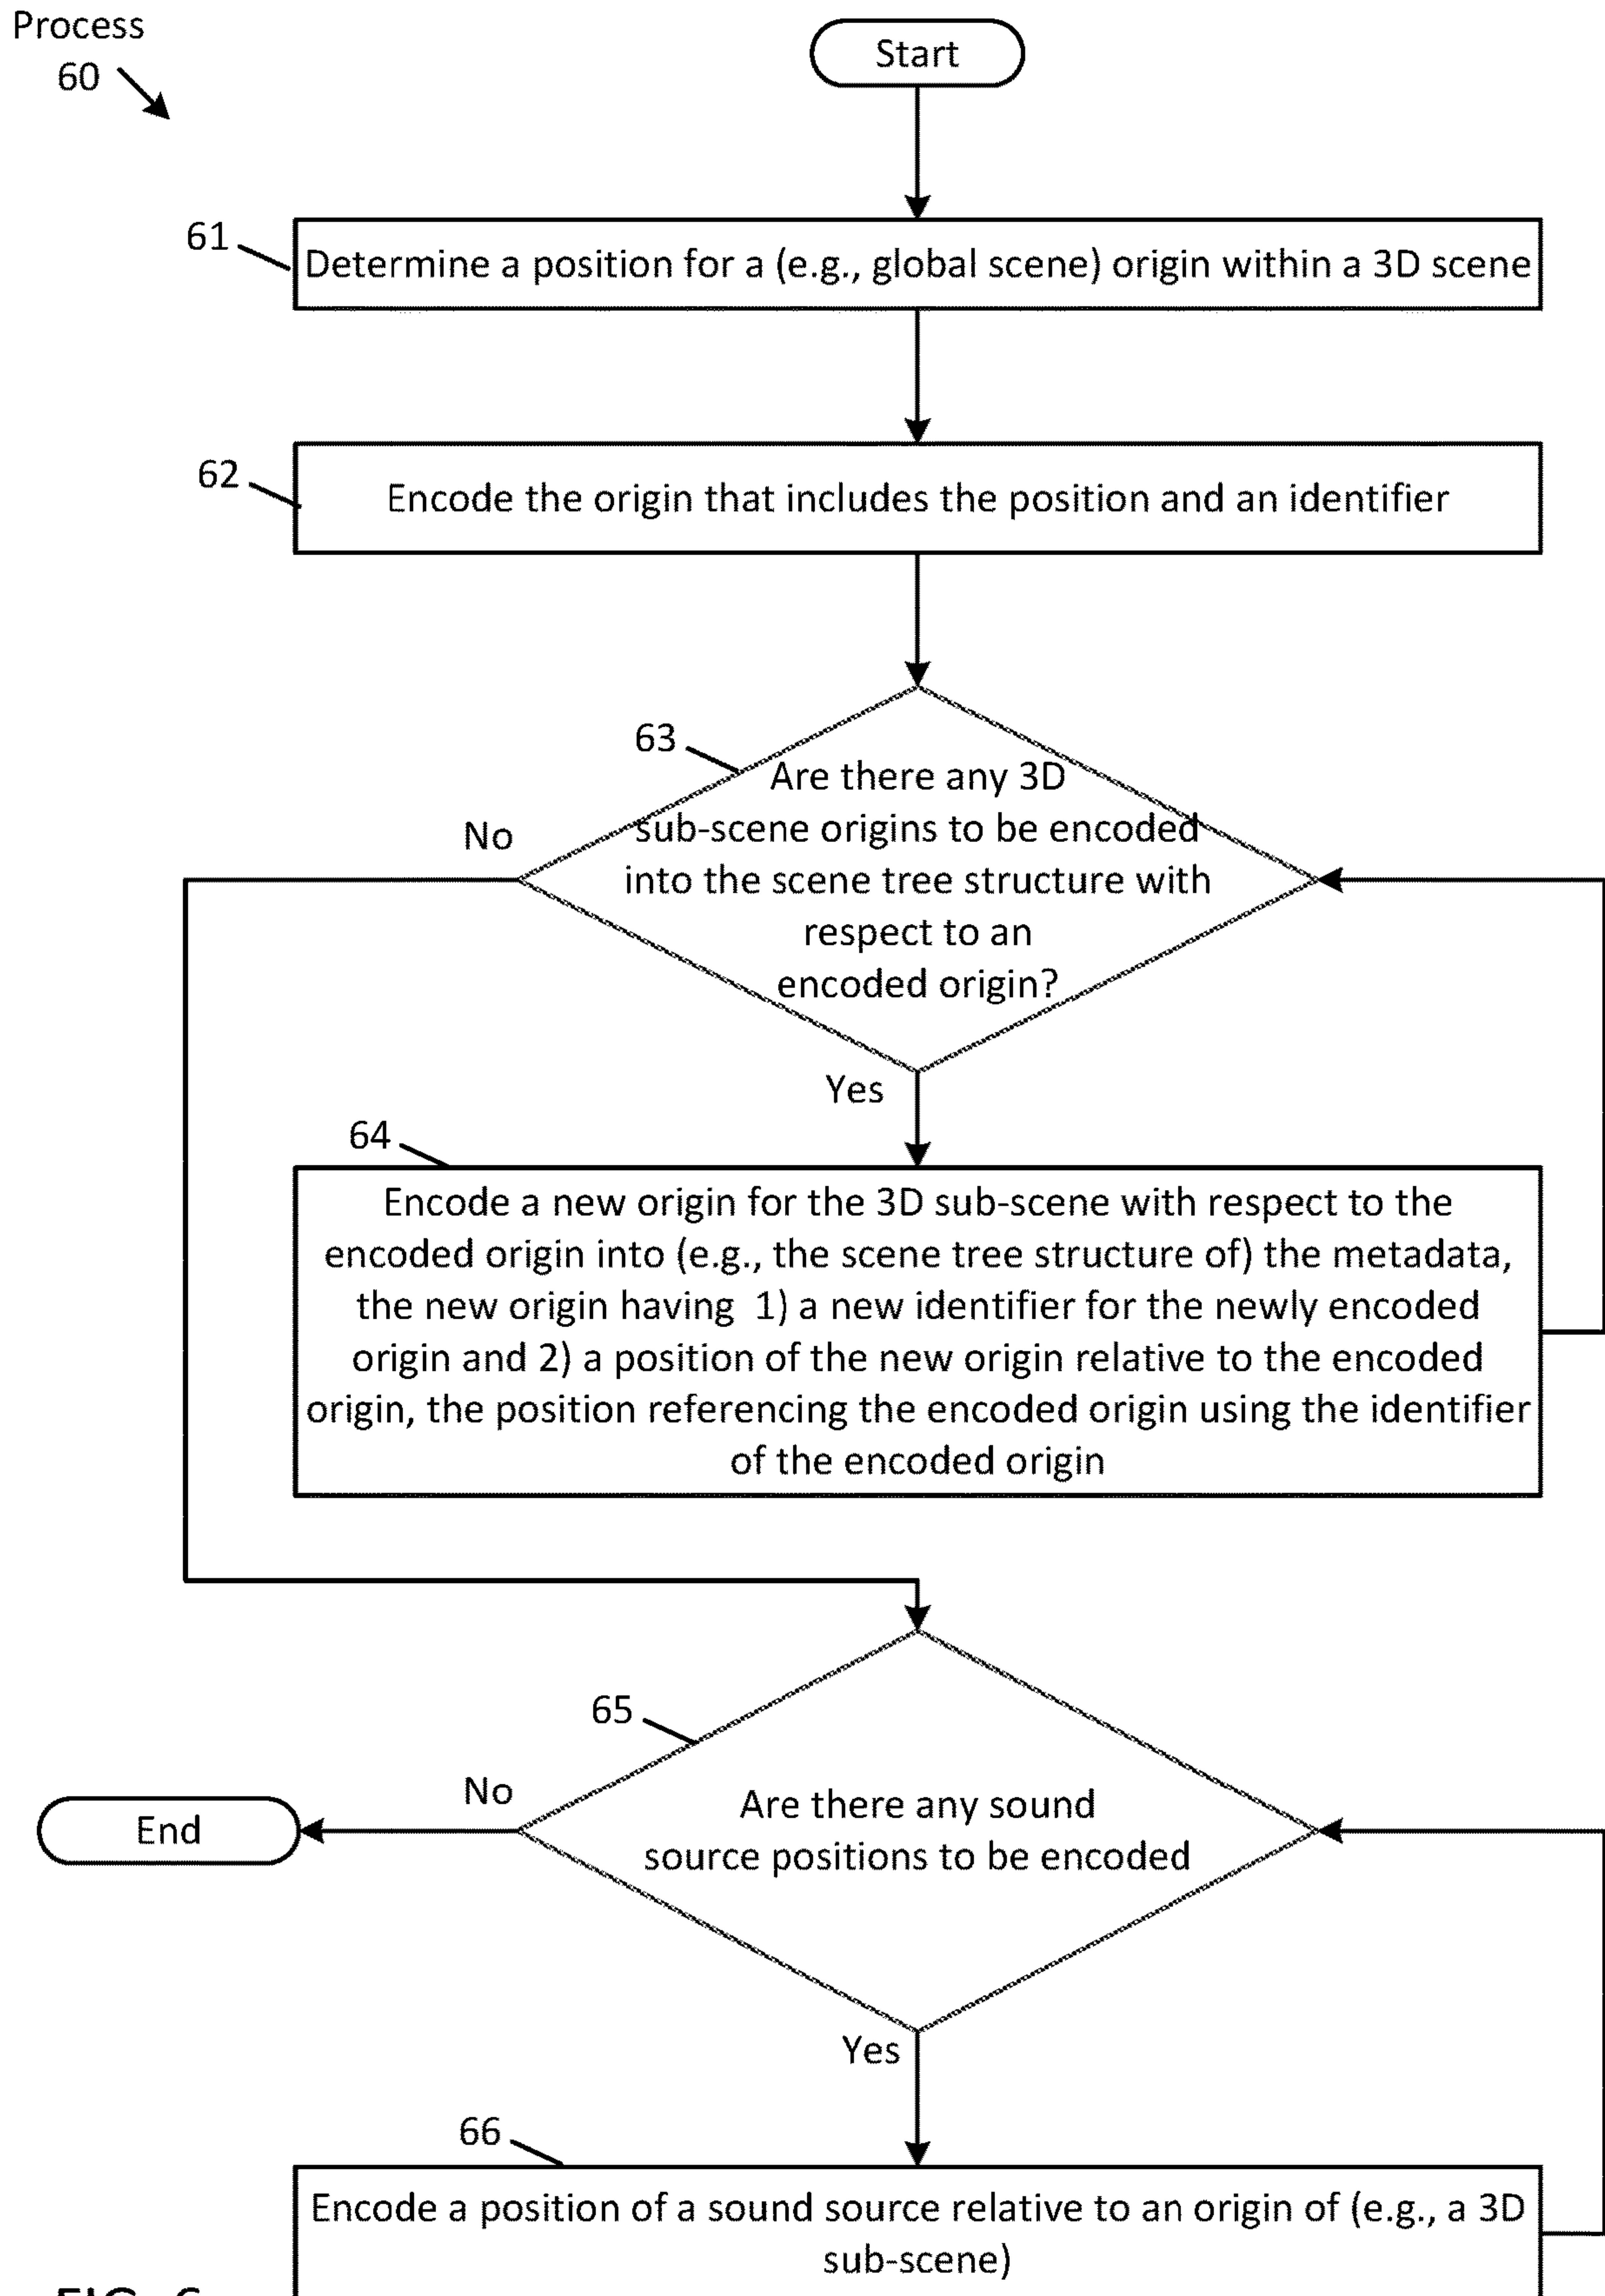 Process
60
Start
61
Determine a position for a (e.g., global scene) origin within a 3D scene
62
Encode the origin that includes the position and an identifier
63
Are there any 3D
sub-scene origins to be encoded
into the scene tree structure with
respect to an
encoded origin?
No
Yes
64
Encode a new origin for the 3D sub-scene with respect to the
encoded origin into (e.g., the scene tree structure of) the metadata,
the new origin having 1) a new identifier for the newly encoded
origin and 2) a position of the new origin relative to the encoded
origin, the position referencing the encoded origin using the identifier
of the encoded origin
65
No
Are there any sound
source positions to be encoded
End
Yes
66
Encode a position of a sound source relative to an origin of (e.g., a 3D
sub-scene)
FIG. 6